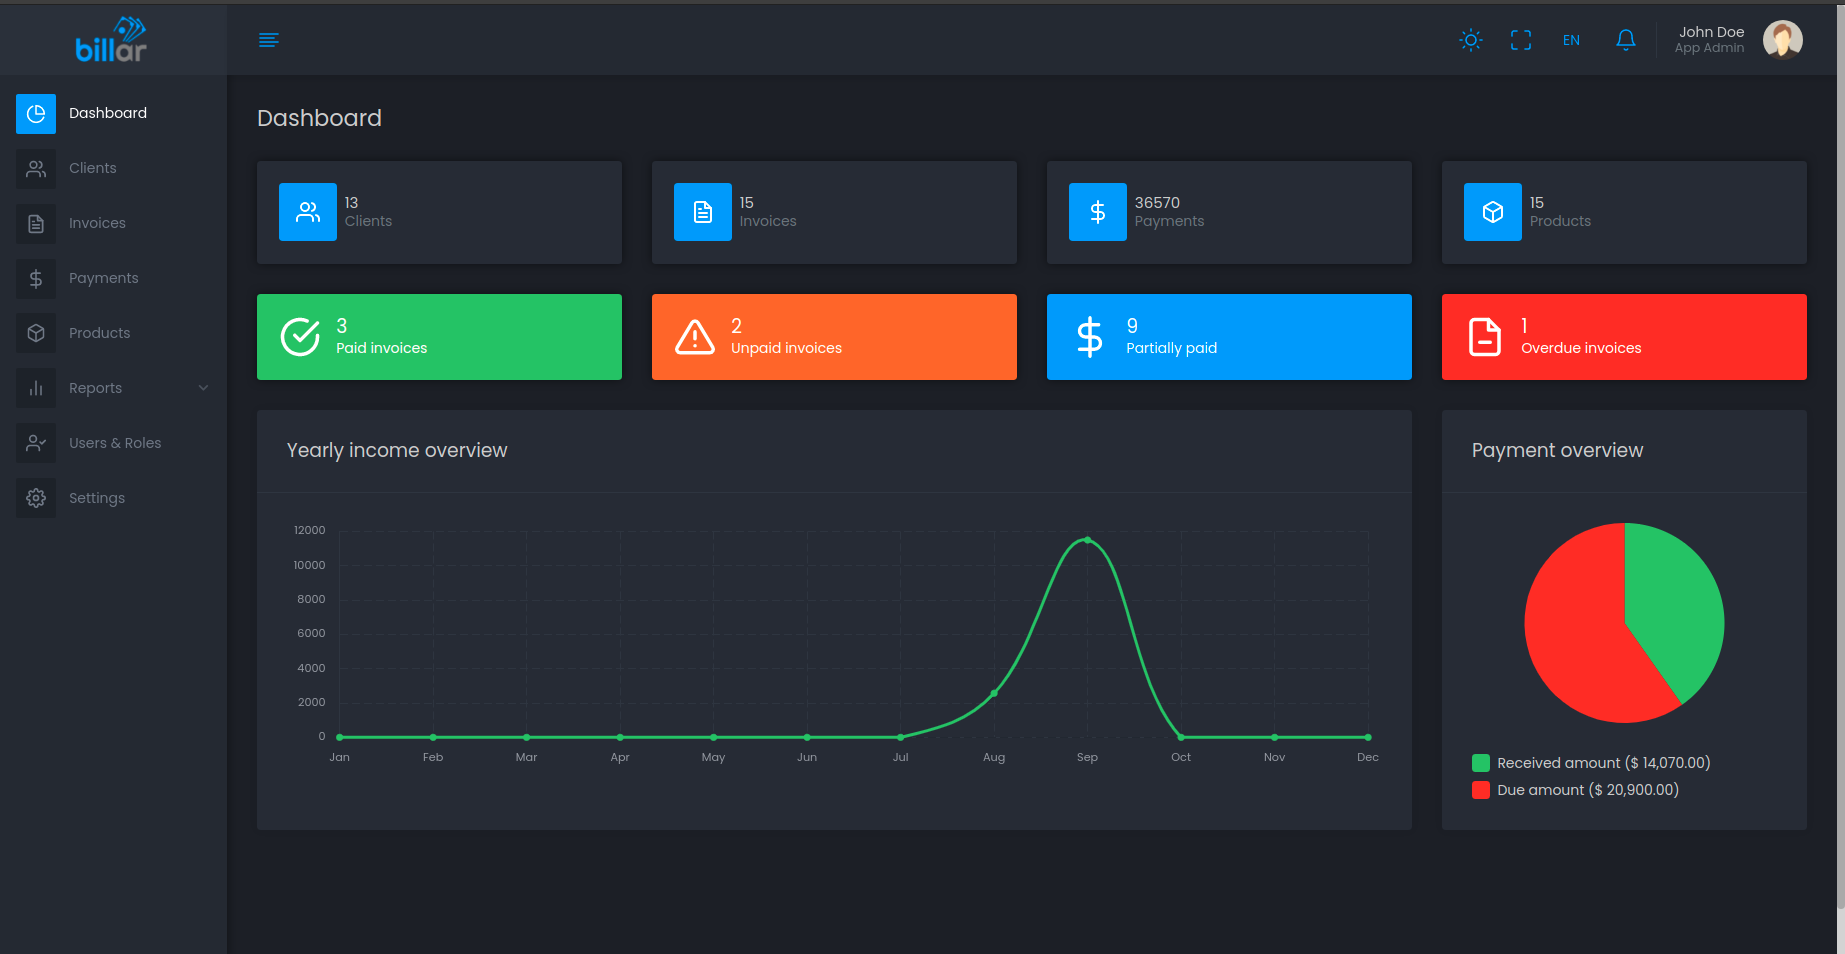 billar
EN
John Doe
App Admin
Dashboard
Clients
Invoices
Payments
Products
Reports
Users & Roles
Settings
Dashboard
13
Clients
15
Invoices
36570
Payments
15
Products
3
Paid invoices
2
Unpaid invoices
9
Partially paid
1
Overdue invoices
Yearly income overview
12000
10000
8000
6000
4000
2000
0
Jan Feb Mar Apr May Jun Jul Aug Sep Oct Nov Dec
Payment overview
Received amount ($ 14,070.00)
Due amount ($ 20,900.00)